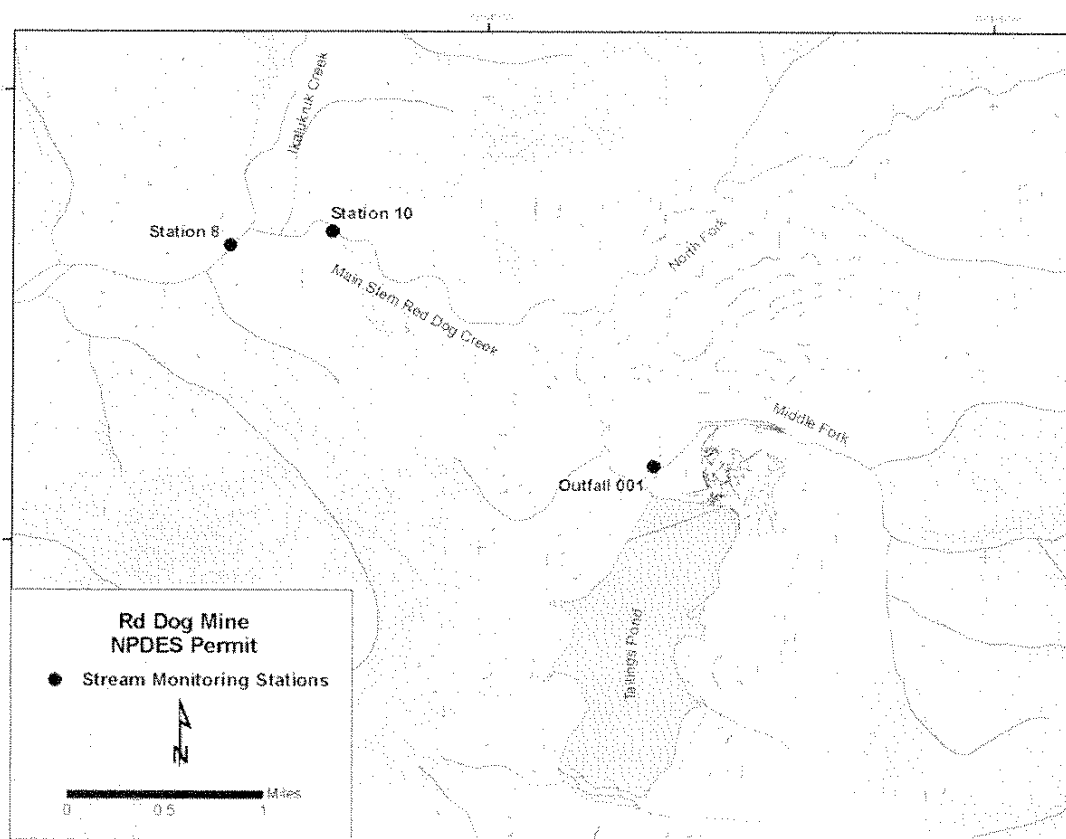 Ikalukruk Creek
Station 10
Station 8
North Fork
Main Stem Red Dog Creek
Middle Fork
Outfall 001
Tailings Pond
Rd Dog Mine
NPDES Permit
Stream Monitoring Stations
N
Miles
0 0.5 1